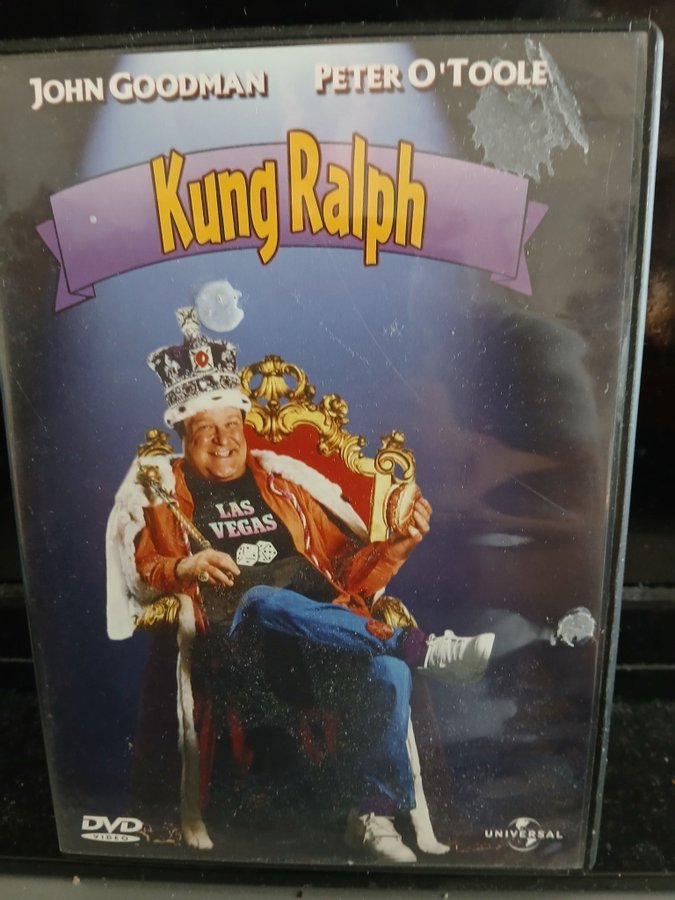 JOHN GOODMAN PETER O'TOOLE
Kung Ralph
LAS
VEGAS
DVD
VIDEO
UNIVERSAL